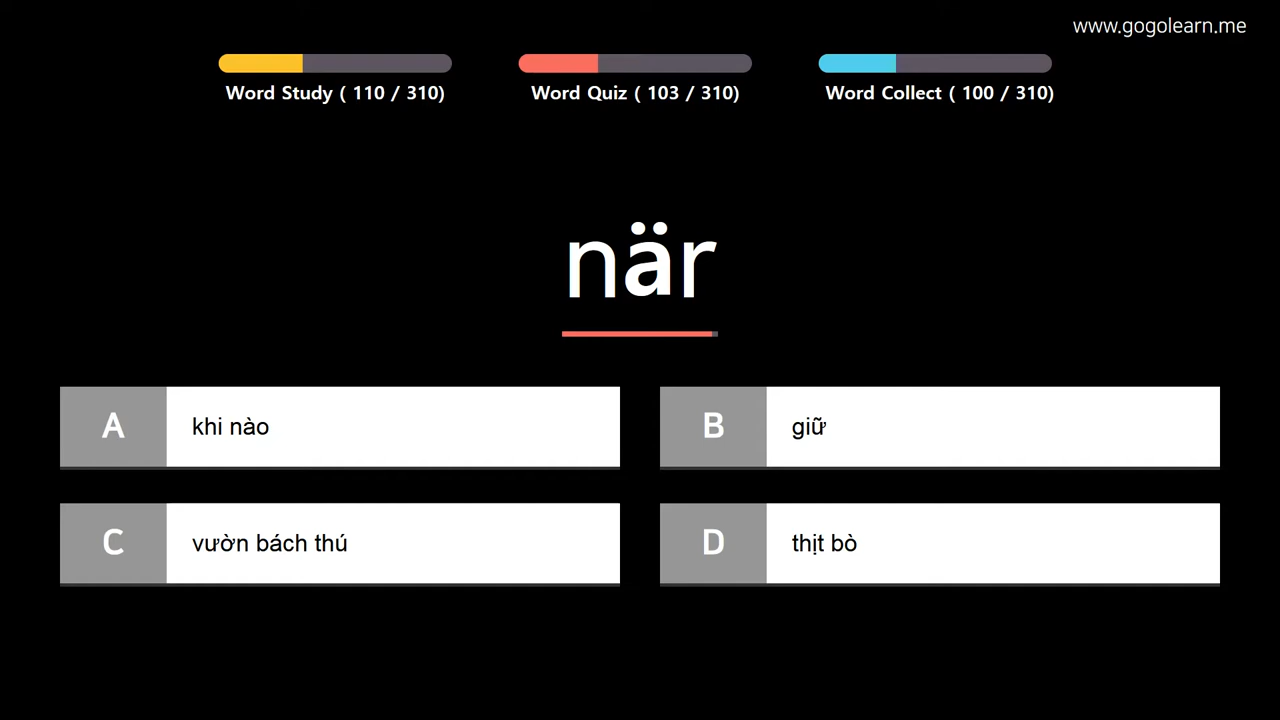 www.gogolearn.me
Word Study ( 110 / 310)
Word Quiz ( 103 / 310)
Word Collect ( 100 / 310)
när
A khi nào
B giữ
C vườn bách thú
D thịt bò